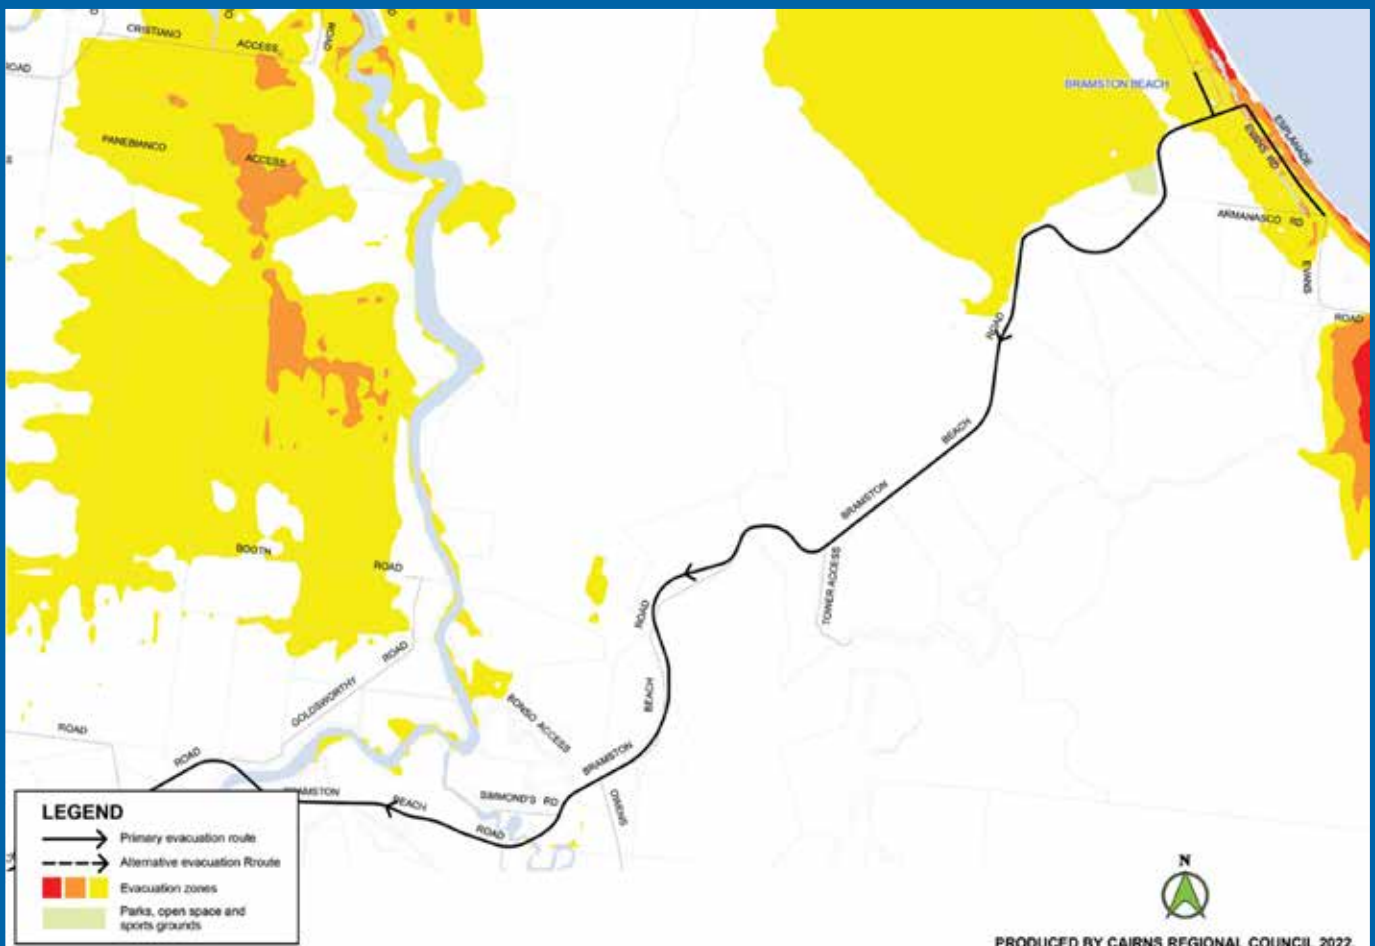 CRISTIANO
ACCESS
ROAD
ROAD
PANEBIANCO
ACCESS
BRAMSTON BEACH
ESPLANADE
EVANS RD
ARMANASCO RD
EVANS
ROAD
ROAD
BEACH
BRAMSTON
TOWER ACCESS
BOOTH
ROAD
ROAD
GOLDSWORTHY
ROAD
BEACH
RONSO ACCESS
BRAMSTON
OWENS
SIMMOND'S RD
ROAD
ROAD
BEACH
ROAD
LEGEND
Primary evacuation route
Alternative evacuation Rroute
Evacuation zones
Parks, open space and
sports grounds
N
PRODUCED BY CAIRNS REGIONAL COUNCIL 2022